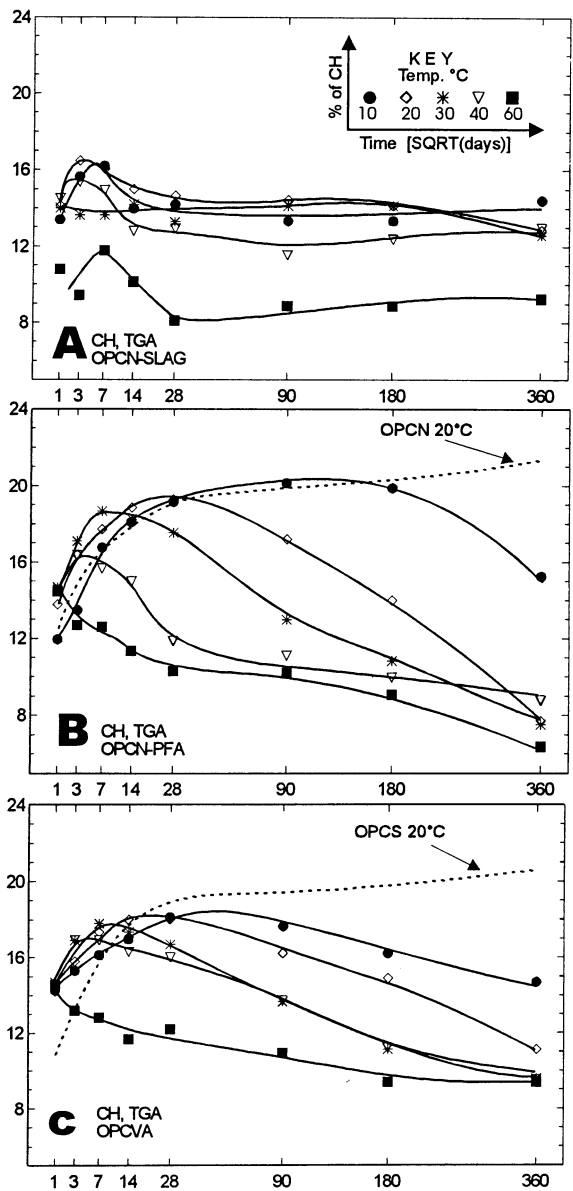 24
20
16
12
8
% of CH
KEY
Temp. °C
10 20 30 40 60
Time [SQRT(days)]
A
CH, TGA
OPCN-SLAG
1 3 7 14 28 90 180 360
24
20
16
12
8
OPCN 20°C
B
CH, TGA
OPCN-PFA
1 3 7 14 28 90 180 360
24
20
16
12
8
OPCS 20°C
C
CH, TGA
OPCVA
1 3 7 14 28 90 180 360